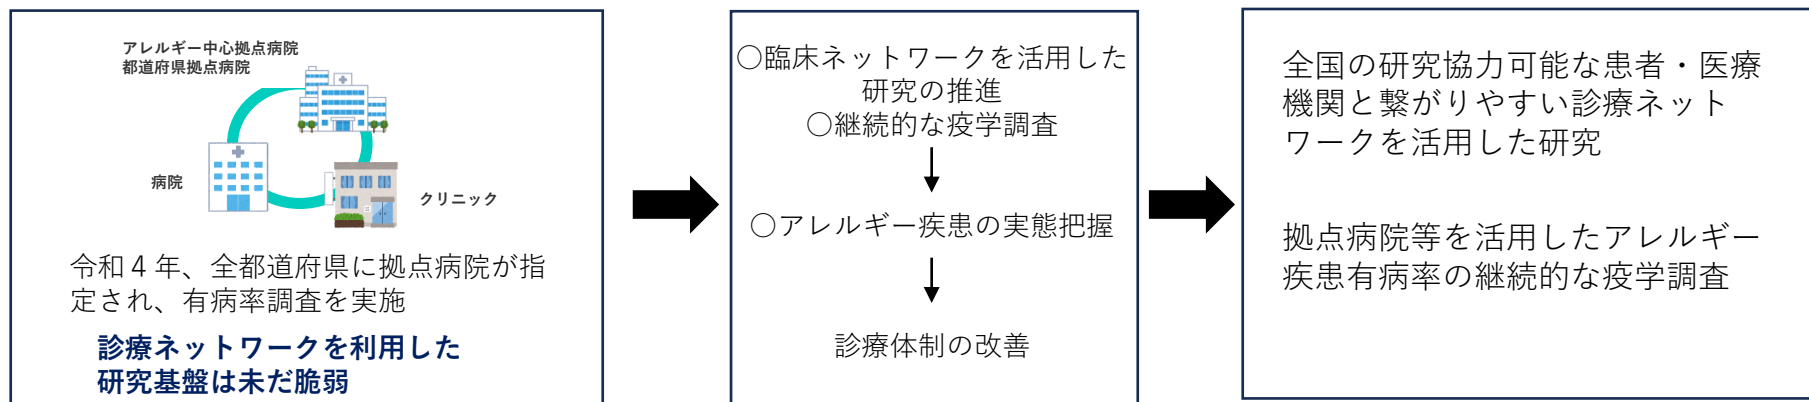 アレルギー中心拠点病院
都道府県拠点病院
病院
クリニック
令和４年、全都道府県に拠点病院が指
定され、有病率調査を実施
診療ネットワークを利用した
研究基盤は未だ脆弱
○臨床ネットワークを活用した
研究の推進
○継続的な疫学調査
○アレルギー疾患の実態把握
診療体制の改善
全国の研究協力可能な患者・医療
機関と繋がりやすい診療ネット
ワークを活用した研究
拠点病院等を活用したアレルギー
疾患有病率の継続的な疫学調査